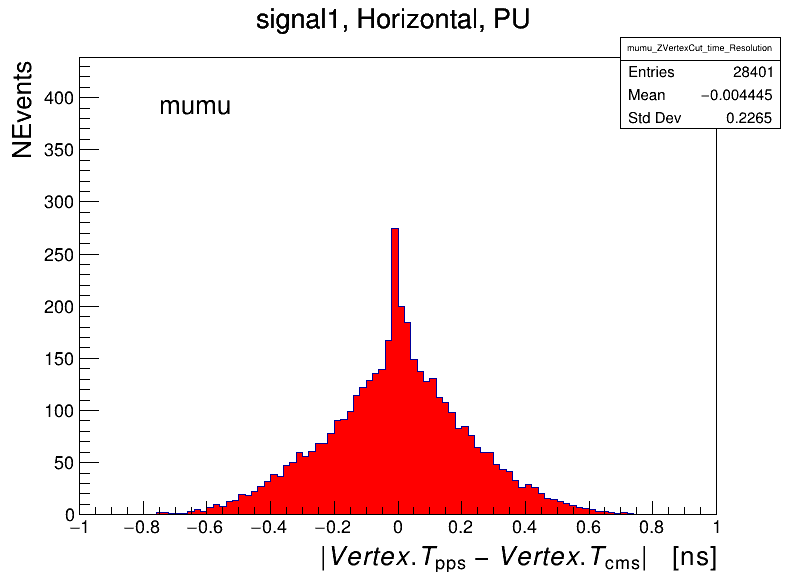 signal1, Horizontal, PU
mumu_ZVertexCut_time_Resolution
Entries 28401
Mean −0.004445
Std Dev 0.2265
NEvents
mumu
400
350
300
250
200
150
100
50
0
−1 −0.8 −0.6 −0.4 −0.2 0 0.2 0.4 0.6 0.8 1
|Vertex.Tpps − Vertex.Tcms| [ns]